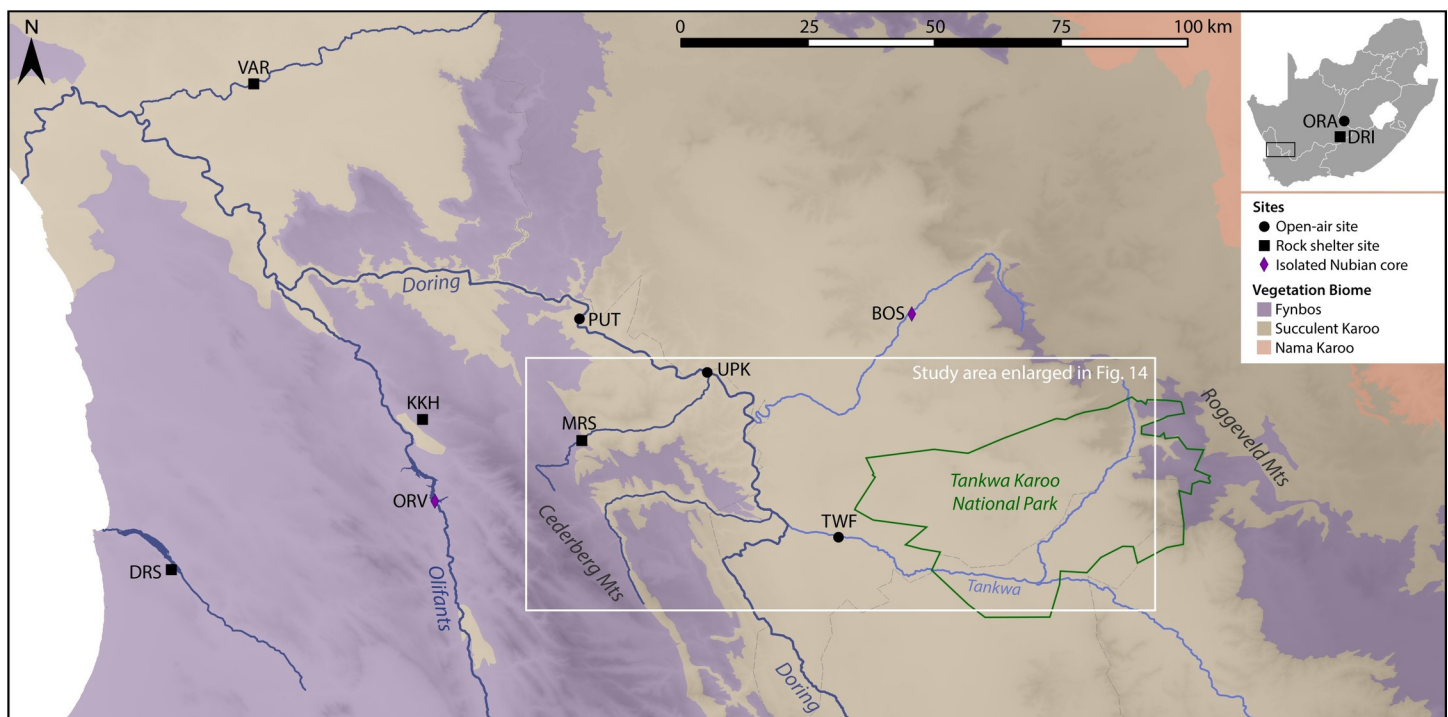 N
0 25 50 75 100 km
VAR
ORA
DRI
Sites
Open-air site
Rock shelter site
Isolated Nubian core
Vegetation Biome
Fynbos
Succulent Karoo
Nama Karoo
Doring
PUT
BOS
UPK
Study area enlarged in Fig. 14
KKH
MRS
Roggeveld Mts
Tankwa Karoo
National Park
ORV
TWF
Cederberg Mts
DRS
Olifants
Tankwa
Doring